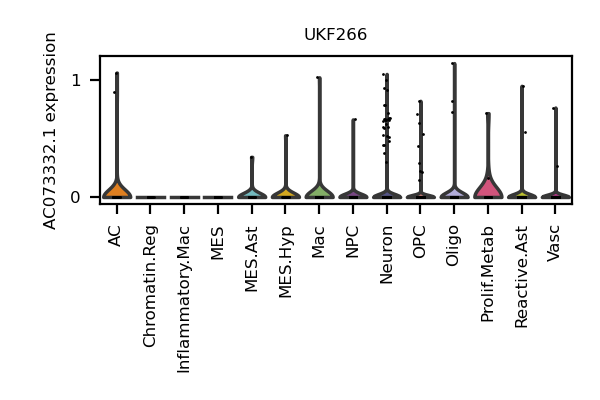 UKF266
AC073332.1 expression
1
0
AC
Chromatin.Reg
Inflammatory.Mac
MES
MES.Ast
MES.Hyp
Mac
NPC
Neuron
OPC
Oligo
Prolif.Metab
Reactive.Ast
Vasc